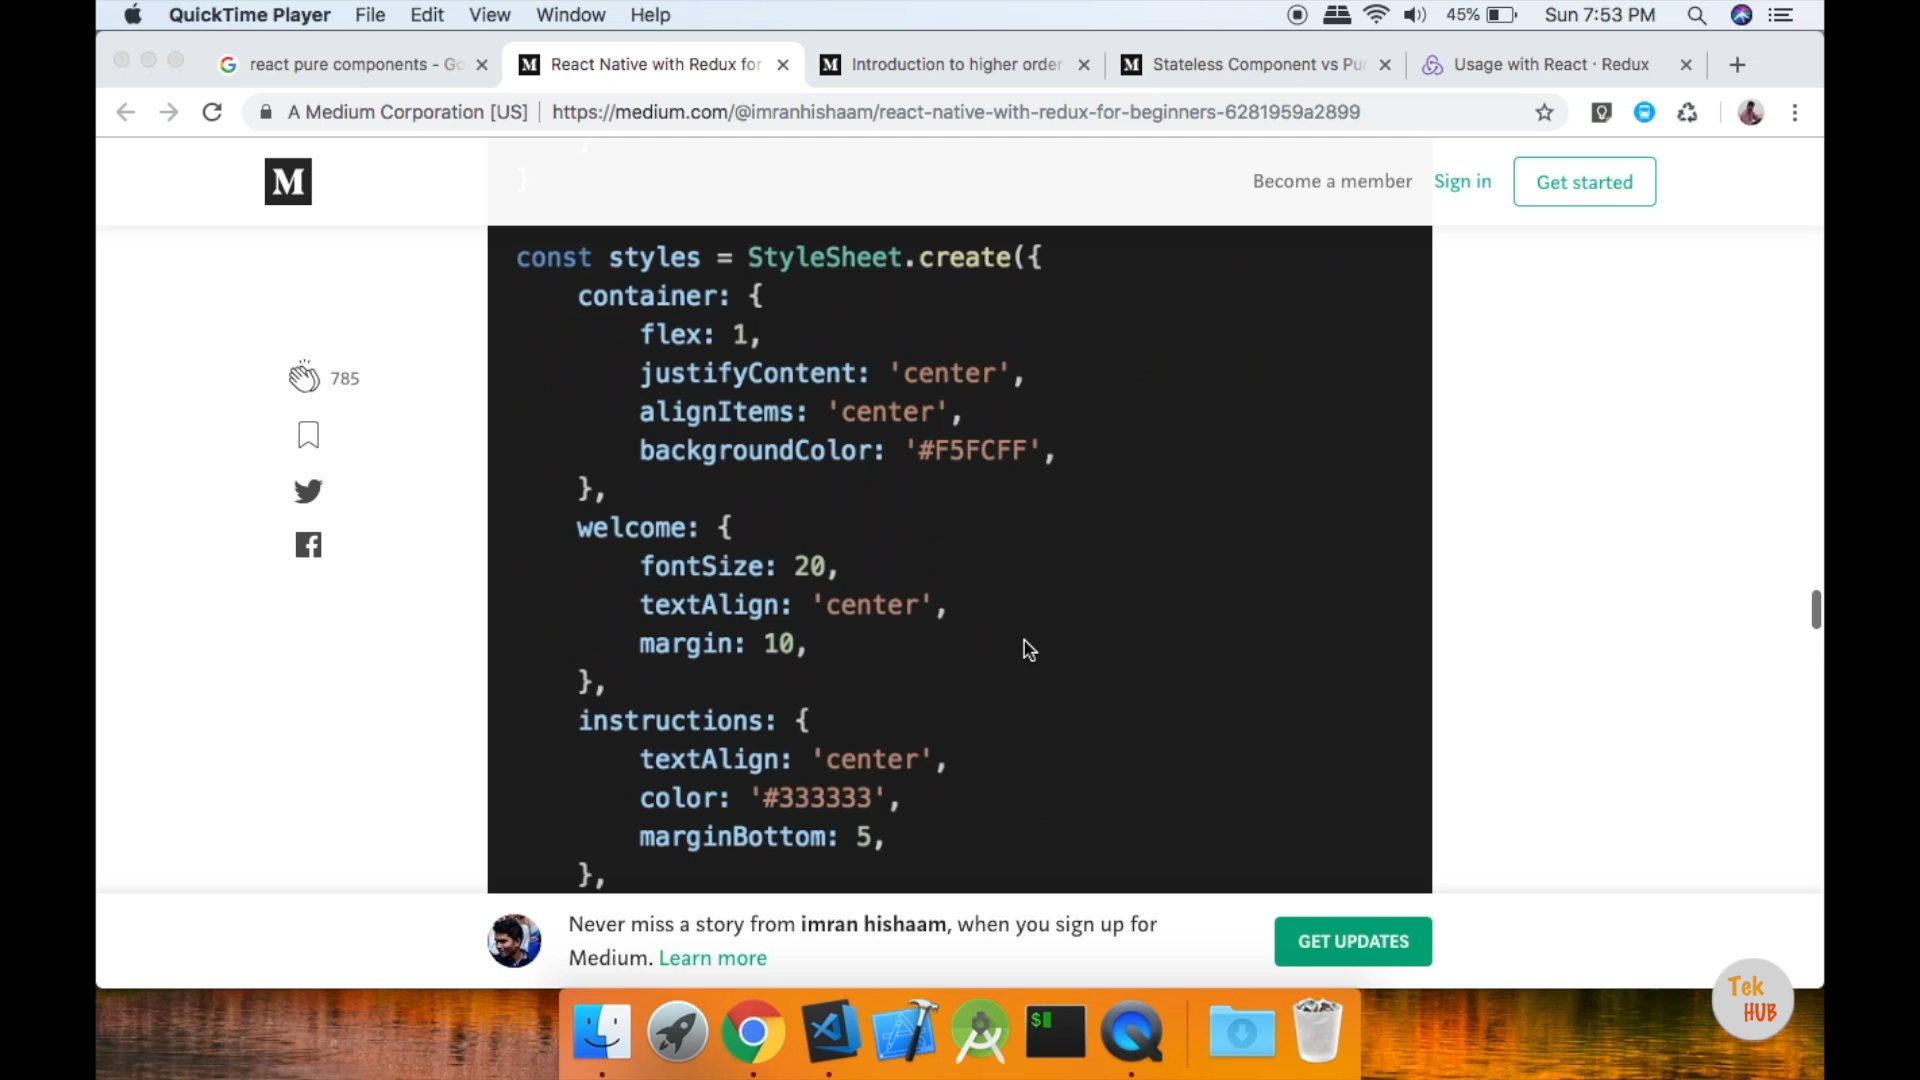 QuickTime Player File Edit View Window Help 45% Sun 7:53 PM
react pure components - Go
React Native with Redux for
Introduction to higher order
Stateless Component vs Pur
Usage with React · Redux
A Medium Corporation [US] https://medium.com/@imranhishaam/react-native-with-redux-for-beginners-6281959a2899
}
M Become a member Sign in Get started
}
const styles = StyleSheet.create({
container: {
flex: 1,
justifyContent: 'center',
alignItems: 'center',
backgroundColor: '#F5FCFF',
},
welcome: {
fontSize: 20,
textAlign: 'center',
margin: 10,
},
instructions: {
textAlign: 'center',
color: '#333333',
marginBottom: 5,
},
785
Never miss a story from imran hishaam, when you sign up for
Medium. Learn more
GET UPDATES
Tek
HUB